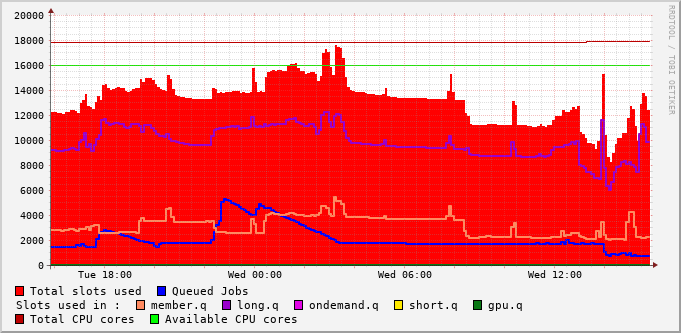 20000
18000
16000
14000
12000
10000
8000
6000
4000
2000
0
Tue 18:00 Wed 00:00 Wed 06:00 Wed 12:00
Total slots used Queued Jobs
Slots used in : member.q long.q ondemand.q short.q gpu.q
Total CPU cores Available CPU cores
RRDTOOL / TOBI OETIKER